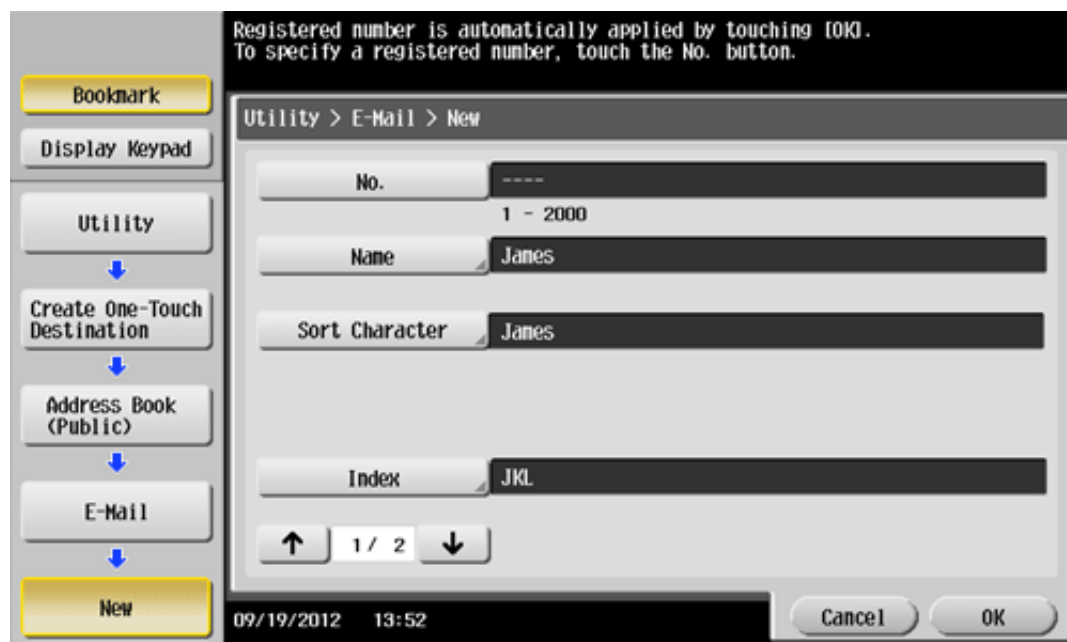 Registered number is automatically applied by touching [OK].
To specify a registered number, touch the No. button.
Bookmark
Display Keypad
Utility > E-Mail > New
No.
----
1 - 2000
Utility
Name
James
Create One-Touch
Destination
Sort Character
James
Address Book
(Public)
Index
JKL
E-Mail
1/ 2
New
09/19/2012 13:52
Cancel
OK